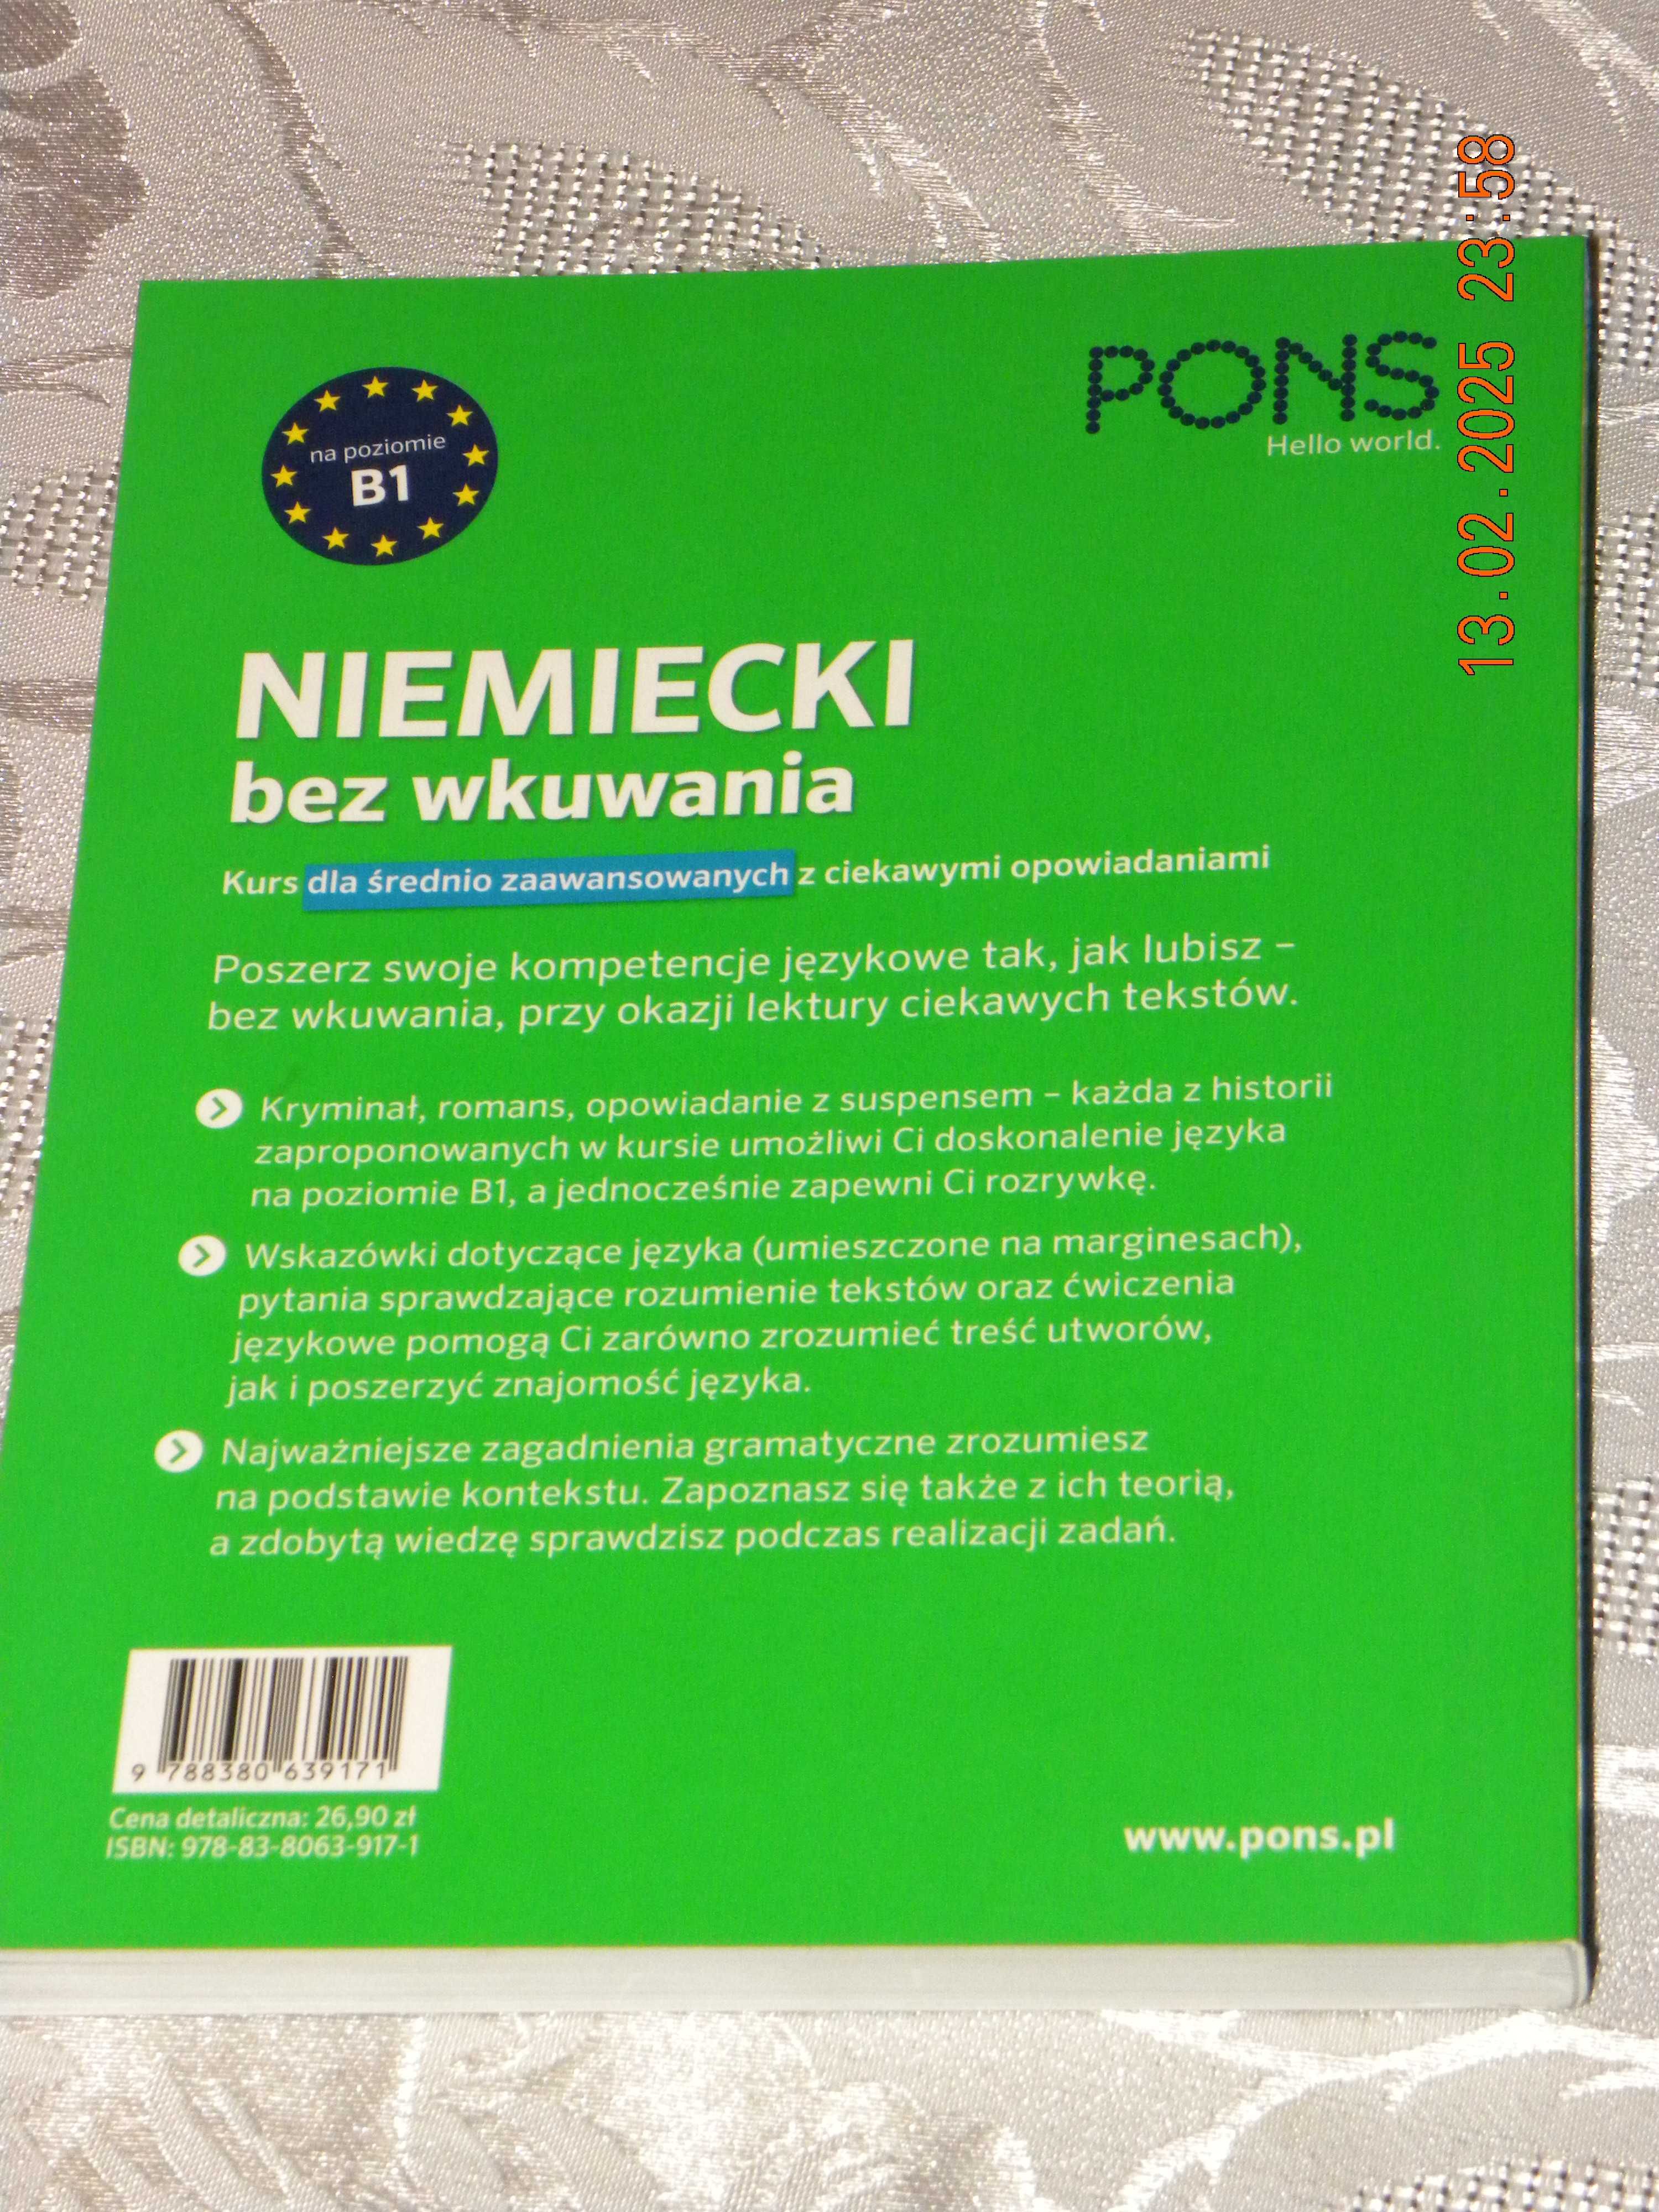 13.02.2025 23:58
PONS
Hello world.
na poziomie
B1
NIEMIECKI
bez wkuwania
Kurs dla średnio zaawansowanych z ciekawymi opowiadaniami
Poszerz swoje kompetencje językowe tak, jak lubisz –
bez wkuwania, przy okazji lektury ciekawych tekstów.
Kryminał, romans, opowiadanie z suspensem – każda z historii
zaproponowanych w kursie umożliwi Ci doskonalenie języka
na poziomie B1, a jednocześnie zapewni Ci rozrywkę.
Wskazówki dotyczące języka (umieszczone na marginesach),
pytania sprawdzające rozumienie tekstów oraz ćwiczenia
językowe pomogą Ci zarówno zrozumieć treść utworów,
jak i poszerzyć znajomość języka.
Najważniejsze zagadnienia gramatyczne zrozumiesz
na podstawie kontekstu. Zapoznasz się także z ich teorią,
a zdobytą wiedzę sprawdzisz podczas realizacji zadań.
9 788380 639171
Cena detaliczna: 26,90 zł
ISBN: 978-83-8063-917-1
www.pons.pl